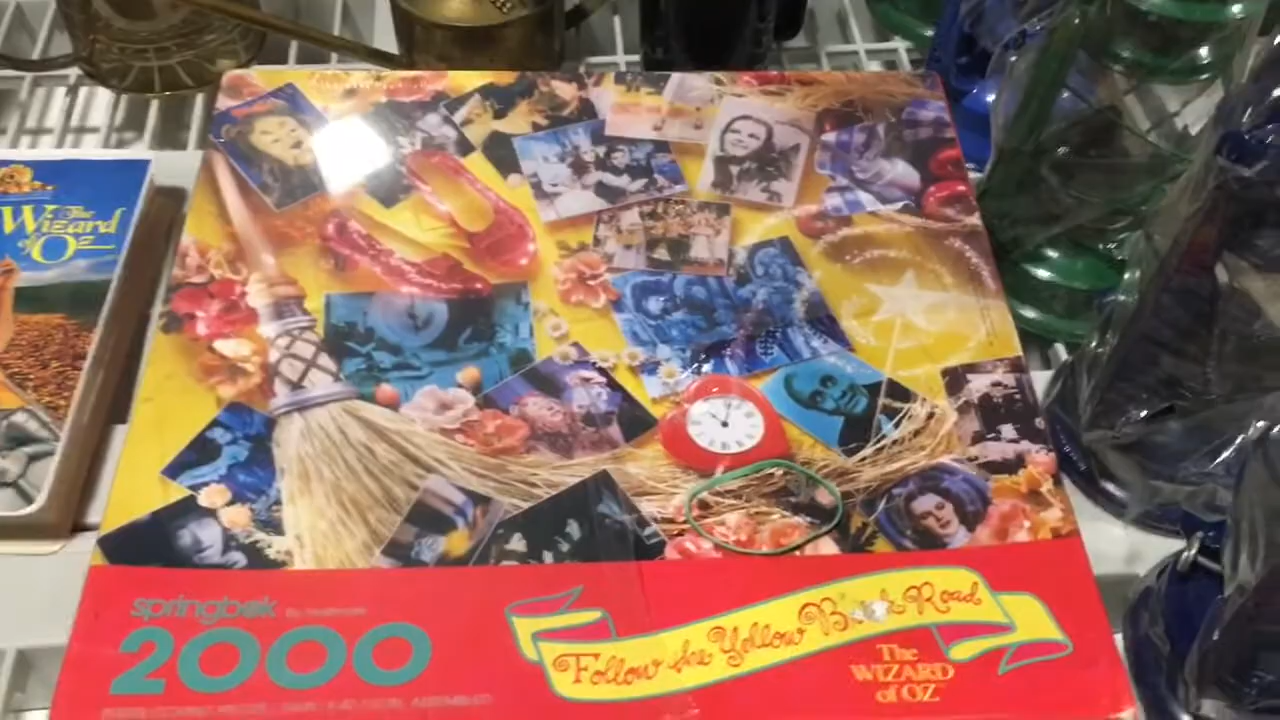 The
Wizard
of Oz
springbok
2000
Follow the Yellow Brick Road
The
WIZARD
of OZ